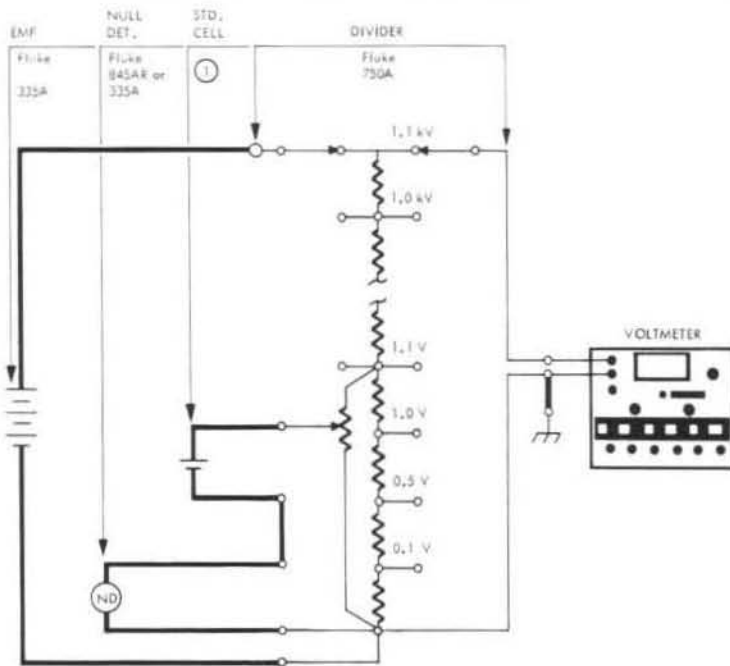 EMF
NULL
DET.
STD.
CELL
DIVIDER
Fluke
335A
Fluke
845AR or
335A
1
Fluke
750A
1.1 kV
1.0 kV
1.1 V
1.0 V
0.5 V
0.1 V
ND
VOLTMETER